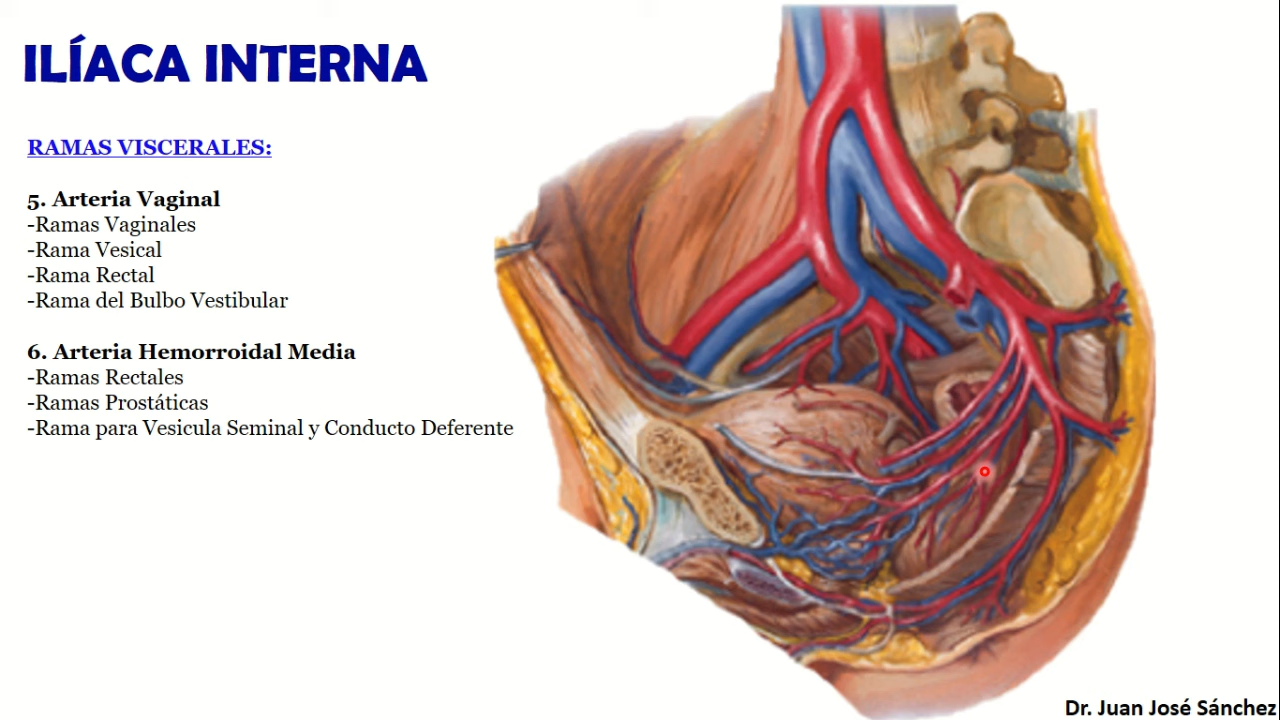 ILÍACA INTERNA
RAMAS VISCERALES:
5. Arteria Vaginal
-Ramas Vaginales
-Rama Vesical
-Rama Rectal
-Rama del Bulbo Vestibular
6. Arteria Hemorroidal Media
-Ramas Rectales
-Ramas Prostáticas
-Rama para Vesicula Seminal y Conducto Deferente
Dr. Juan José Sánchez